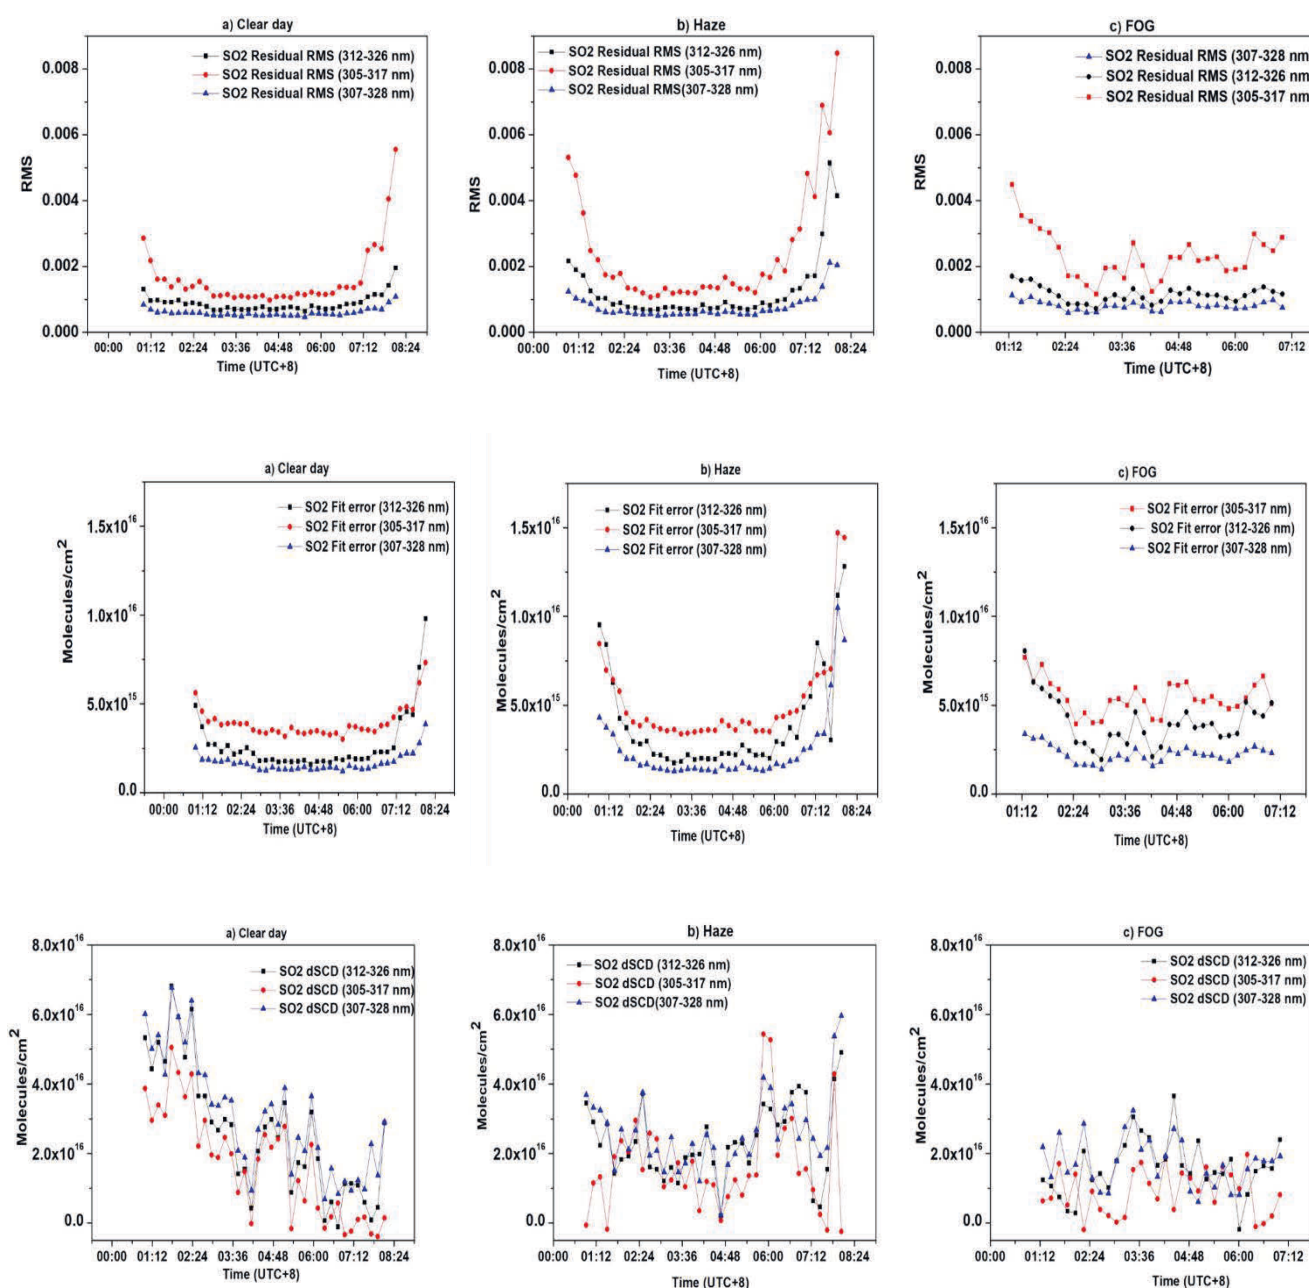 a) Clear day
SO2 Residual RMS (312-326 nm)
SO2 Residual RMS (305-317 nm)
SO2 Residual RMS (307-328 nm)
0.008
0.006
0.004
0.002
0.000
RMS
00:00 01:12 02:24 03:36 04:48 06:00 07:12 08:24
Time (UTC+8)
b) Haze
SO2 Residual RMS (312-326 nm)
SO2 Residual RMS (305-317 nm)
SO2 Residual RMS(307-328 nm)
0.008
0.006
0.004
0.002
0.000
RMS
00:00 01:12 02:24 03:36 04:48 06:00 07:12 08:24
Time (UTC+8)
c) FOG
SO2 Residual RMS (307-328 nm)
SO2 Residual RMS (312-326 nm)
SO2 Residual RMS (305-317 nm)
0.008
0.006
0.004
0.002
0.000
RMS
01:12 02:24 03:36 04:48 06:00 07:12
Time (UTC+8)
a) Clear day
SO2 Fit error (312-326 nm)
SO2 Fit error (305-317 nm)
SO2 Fit error (307-328 nm)
1.5x10^16
1.0x10^16
5.0x10^15
0.0
Molecules/cm^2
00:00 01:12 02:24 03:36 04:48 06:00 07:12 08:24
Time (UTC+8)
b) Haze
SO2 Fit error (312-326 nm)
SO2 Fit error (305-317 nm)
SO2 Fit error (307-328 nm)
1.5x10^16
1.0x10^16
5.0x10^15
0.0
Molecules/cm^2
00:00 01:12 02:24 03:36 04:48 06:00 07:12 08:24
Time (UTC+8)
c) FOG
SO2 Fit error (305-317 nm)
SO2 Fit error (312-326 nm)
SO2 Fit error (307-328 nm)
1.5x10^16
1.0x10^16
5.0x10^15
0.0
Molecules/cm^2
01:12 02:24 03:36 04:48 06:00 07:12
Time (UTC+8)
a) Clear day
SO2 dSCD (312-326 nm)
SO2 dSCD (305-317 nm)
SO2 dSCD (307-328 nm)
8.0x10^16
6.0x10^16
4.0x10^16
2.0x10^16
0.0
Molecules/cm^2
00:00 01:12 02:24 03:36 04:48 06:00 07:12 08:24
Time (UTC+8)
b) Haze
SO2 dSCD (312-326 nm)
SO2 dSCD (305-317 nm)
SO2 dSCD(307-328 nm)
8.0x10^16
6.0x10^16
4.0x10^16
2.0x10^16
0.0
Molecules/cm^2
00:00 01:12 02:24 03:36 04:48 06:00 07:12 08:24
Time (UTC+8)
c) FOG
SO2 dSCD (312-326 nm)
SO2 dSCD (305-317 nm)
SO2 dSCD (307-328 nm)
8.0x10^16
6.0x10^16
4.0x10^16
2.0x10^16
0.0
Molecules/cm^2
00:00 01:12 02:24 03:36 04:48 06:00 07:12
Time (UTC+8)